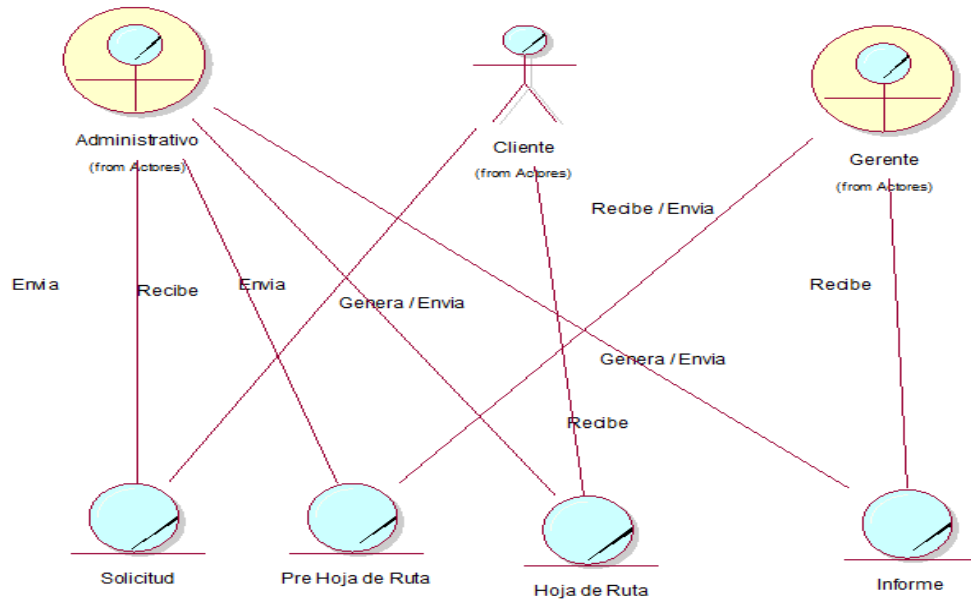 Administrativo
(from Actores)
Cliente
(from Actores)
Gerente
(from Actores)
Recibe / Envia
Envia
Recibe
Envia
Genera / Envia
Recibe
Genera / Envia
Recibe
Solicitud
Pre Hoja de Ruta
Hoja de Ruta
Informe